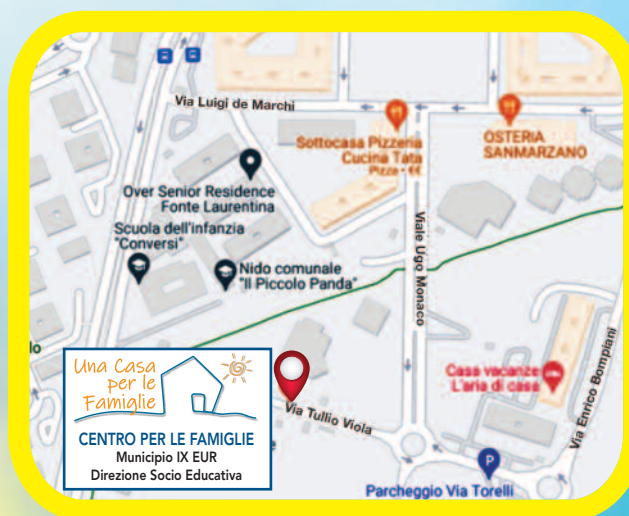 Via Luigi de Marchi
Sottocasa Pizzeria
Cucina Tata
Pizza • €€
OSTERIA
SANMARZANO
Over Senior Residence
Fonte Laurentina
Scuola dell'infanzia
"Conversi"
Nido comunale
"Il Piccolo Panda"
Viale Ugo Monaco
lo
Casa vacanze
L'aria di casa
Via Enrico Bompiani
Una Casa
per le
Famiglie
CENTRO PER LE FAMIGLIE
Municipio IX EUR
Direzione Socio Educativa
Via Tullio Viola
e
P
Parcheggio Via Torelli